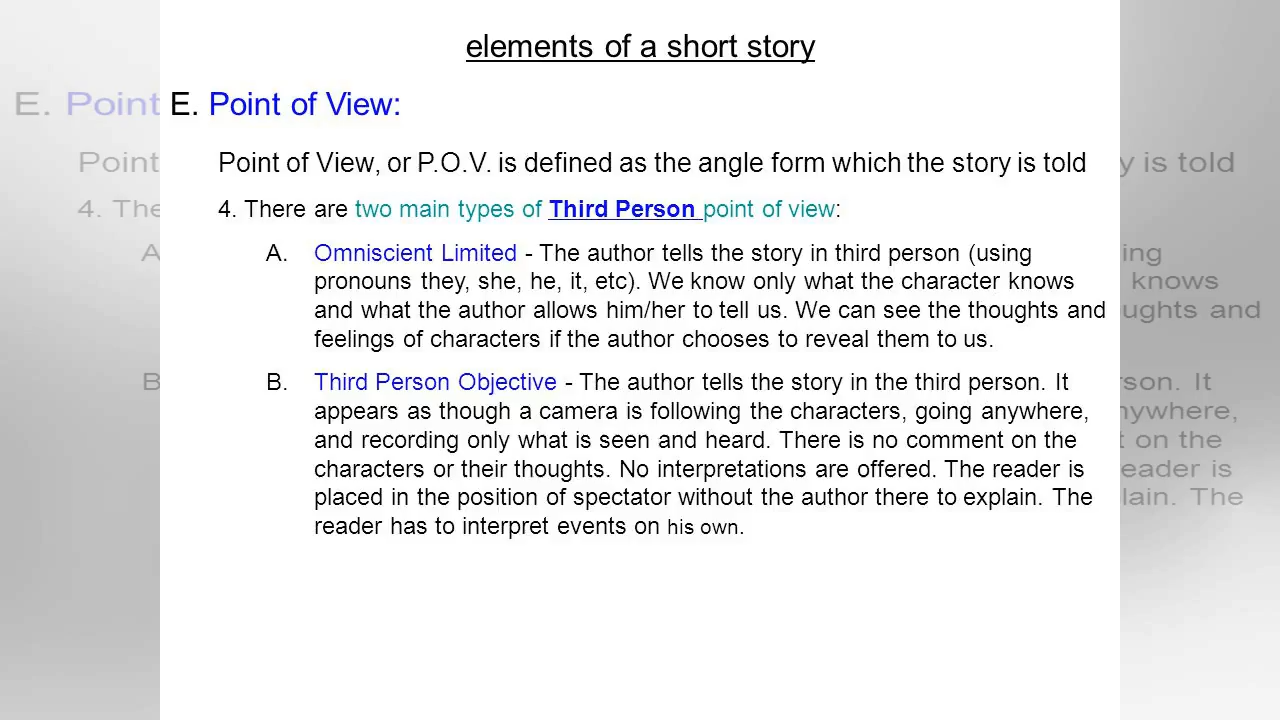 elements of a short story
E. Point of View:
Point of View, or P.O.V. is defined as the angle form which the story is told
4. There are two main types of Third Person point of view:
A. Omniscient Limited - The author tells the story in third person (using
pronouns they, she, he, it, etc). We know only what the character knows
and what the author allows him/her to tell us. We can see the thoughts and
feelings of characters if the author chooses to reveal them to us.
B. Third Person Objective - The author tells the story in the third person. It
appears as though a camera is following the characters, going anywhere,
and recording only what is seen and heard. There is no comment on the
characters or their thoughts. No interpretations are offered. The reader is
placed in the position of spectator without the author there to explain. The
reader has to interpret events on his own.